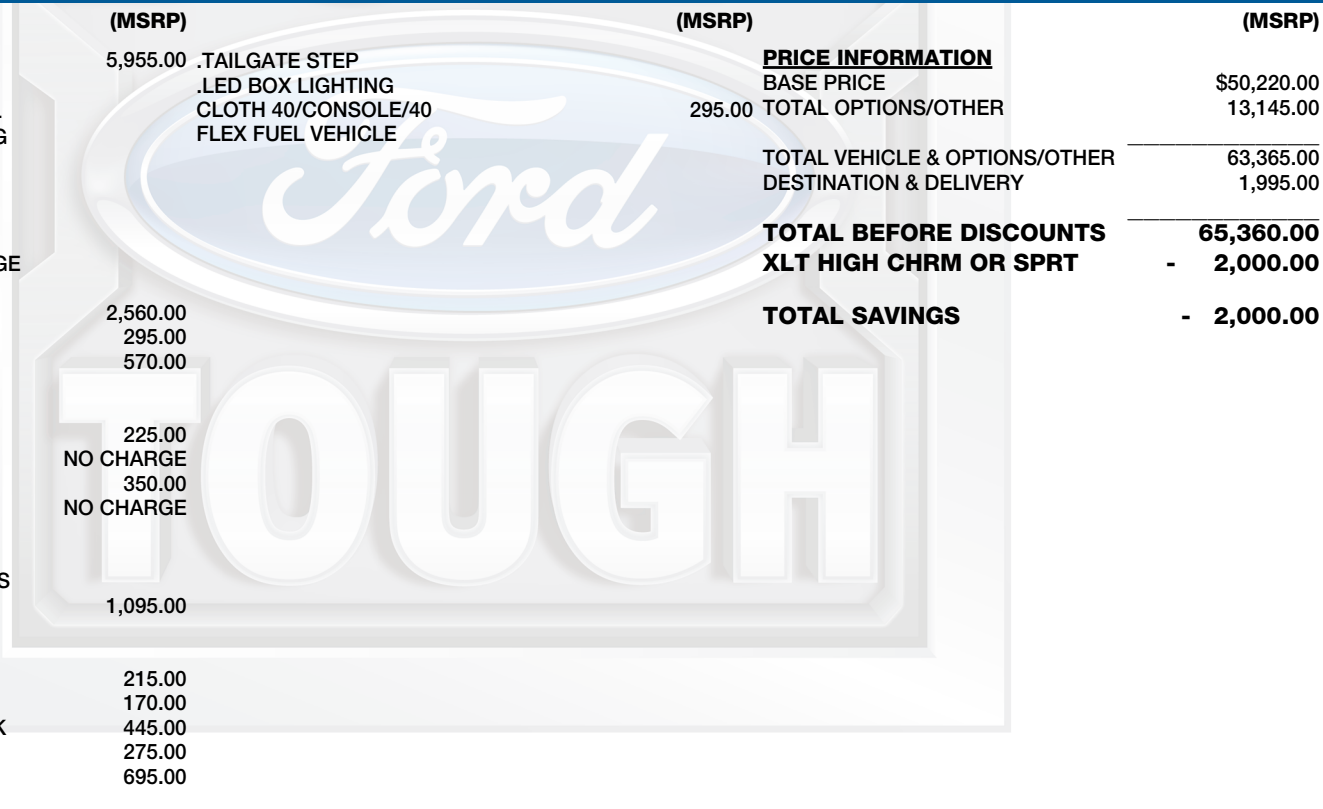 (MSRP)
5,955.00
G
GE
2,560.00
295.00
570.00
225.00
NO CHARGE
350.00
NO CHARGE
S
1,095.00
215.00
170.00
K 445.00
275.00
695.00
(MSRP)
.TAILGATE STEP
.LED BOX LIGHTING
CLOTH 40/CONSOLE/40 295.00
FLEX FUEL VEHICLE
(MSRP)
PRICE INFORMATION
BASE PRICE $50,220.00
TOTAL OPTIONS/OTHER 13,145.00
TOTAL VEHICLE & OPTIONS/OTHER 63,365.00
DESTINATION & DELIVERY 1,995.00
TOTAL BEFORE DISCOUNTS 65,360.00
XLT HIGH CHRM OR SPRT - 2,000.00
TOTAL SAVINGS - 2,000.00
Ford
TOUGH